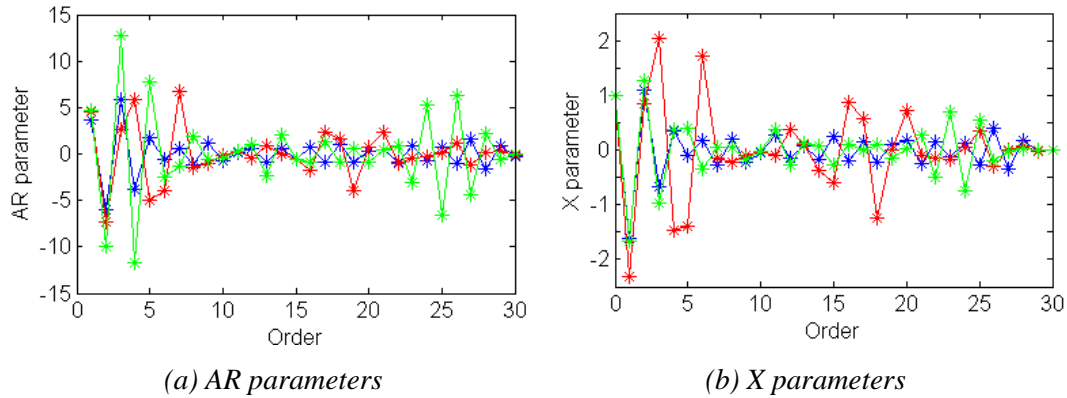 15
10
5
0
-5
-10
-15
AR parameter
0 5 10 15 20 25 30
Order
(a) AR parameters
2
1
0
-1
-2
X parameter
0 5 10 15 20 25 30
Order
(b) X parameters